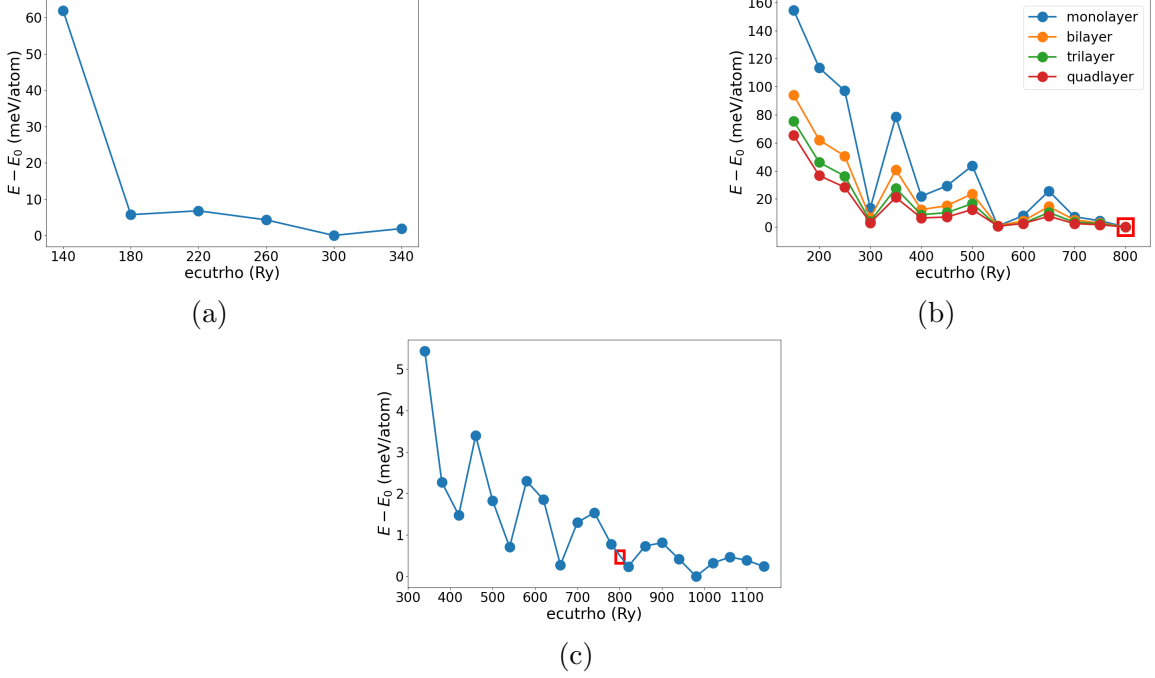 60
50
40
30
20
10
0
E − E₀ (meV/atom)
140 180 220 260 300 340
ecutrho (Ry)
(a)
160
140
120
100
80
60
40
20
0
E − E₀ (meV/atom)
monolayer
bilayer
trilayer
quadlayer
200 300 400 500 600 700 800
ecutrho (Ry)
(b)
5
4
3
2
1
0
E − E₀ (meV/atom)
300 400 500 600 700 800 900 1000 1100
ecutrho (Ry)
(c)